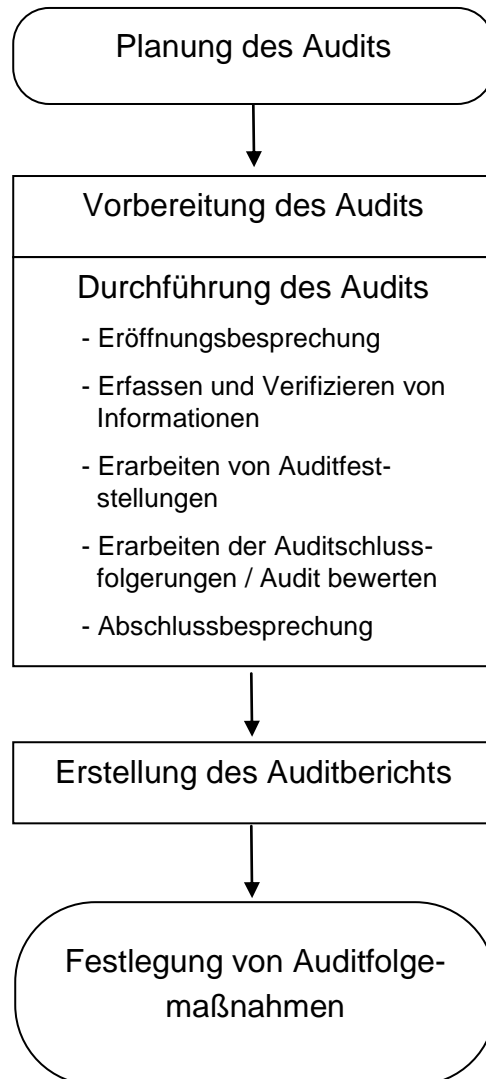 Planung des Audits
Vorbereitung des Audits
Durchführung des Audits
- Eröffnungsbesprechung
- Erfassen und Verifizieren von
Informationen
- Erarbeiten von Auditfest-
stellungen
- Erarbeiten der Auditschluss-
folgerungen / Audit bewerten
- Abschlussbesprechung
Erstellung des Auditberichts
Festlegung von Auditfolge-
maßnahmen